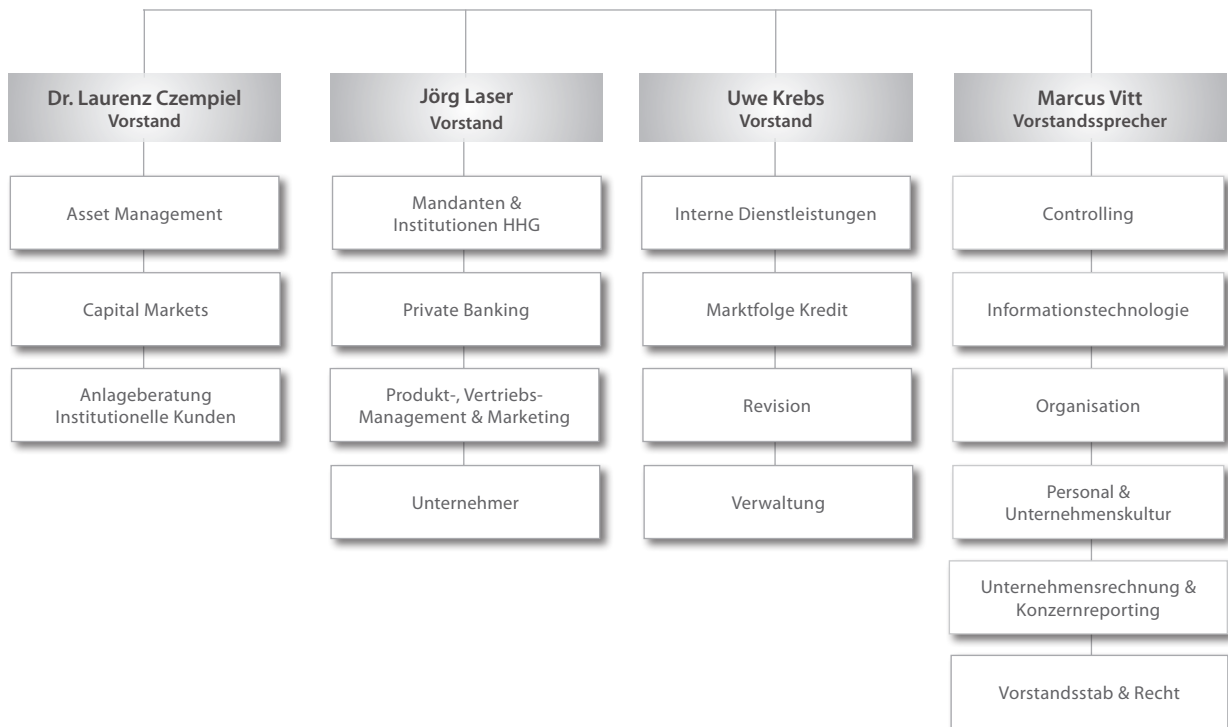 Dr. Laurenz Czempiel
Vorstand
Asset Management
Capital Markets
Anlageberatung
Institutionelle Kunden
Jörg Laser
Vorstand
Mandanten &
Institutionen HHG
Private Banking
Produkt-, Vertriebs-
Management & Marketing
Unternehmer
Uwe Krebs
Vorstand
Interne Dienstleistungen
Marktfolge Kredit
Revision
Verwaltung
Marcus Vitt
Vorstandssprecher
Controlling
Informationstechnologie
Organisation
Personal &
Unternehmenskultur
Unternehmensrechnung &
Konzernreporting
Vorstandsstab & Recht